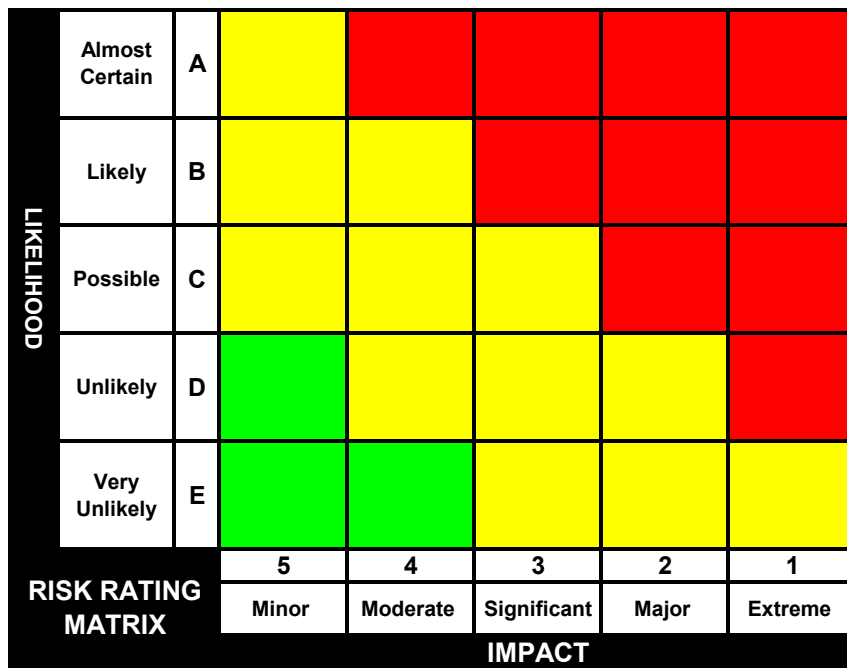 LIKELIHOOD
Almost
Certain
A
Likely
B
Possible
C
Unlikely
D
Very
Unlikely
E
RISK RATING
MATRIX
5
4
3
2
1
Minor
Moderate
Significant
Major
Extreme
IMPACT